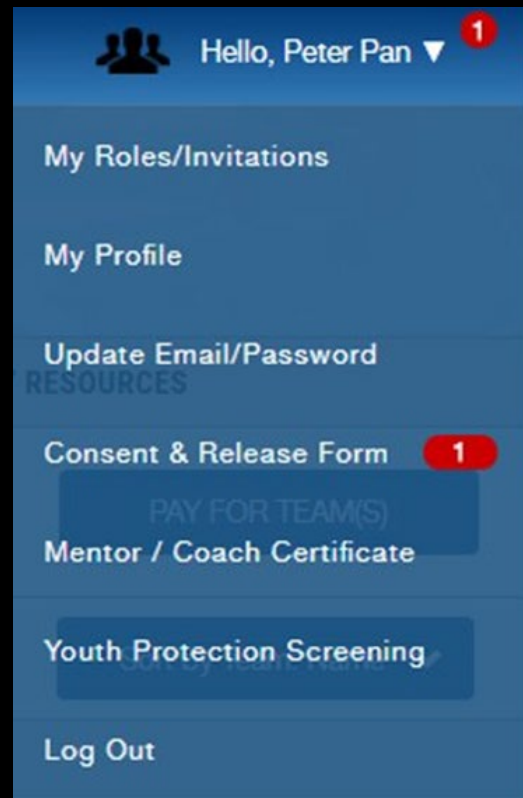 Hello, Peter Pan ▼ 1
My Roles/Invitations
My Profile
Update Email/Password
RESOURCES
Consent & Release Form 1
PAY FOR TEAM(S)
Mentor / Coach Certificate
Youth Protection Screening
Log Out